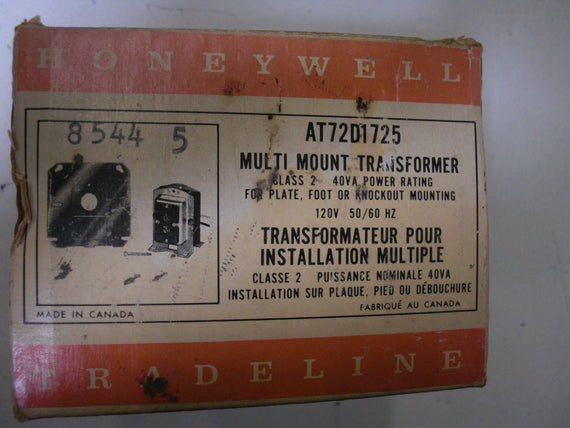 HONEYWELL
8544 5
AT72D1725
MULTI MOUNT TRANSFORMER
CLASS 2 40VA POWER RATING
FOR PLATE, FOOT OR KNOCKOUT MOUNTING
120V 50/60 HZ
TRANSFORMATEUR POUR
INSTALLATION MULTIPLE
CLASSE 2 PUISSANCE NOMINALE 40VA
INSTALLATION SUR PLAQUE, PIED OU DÉBOUCHURE
MADE IN CANADA
FABRIQUÉ AU CANADA
TRADELINE